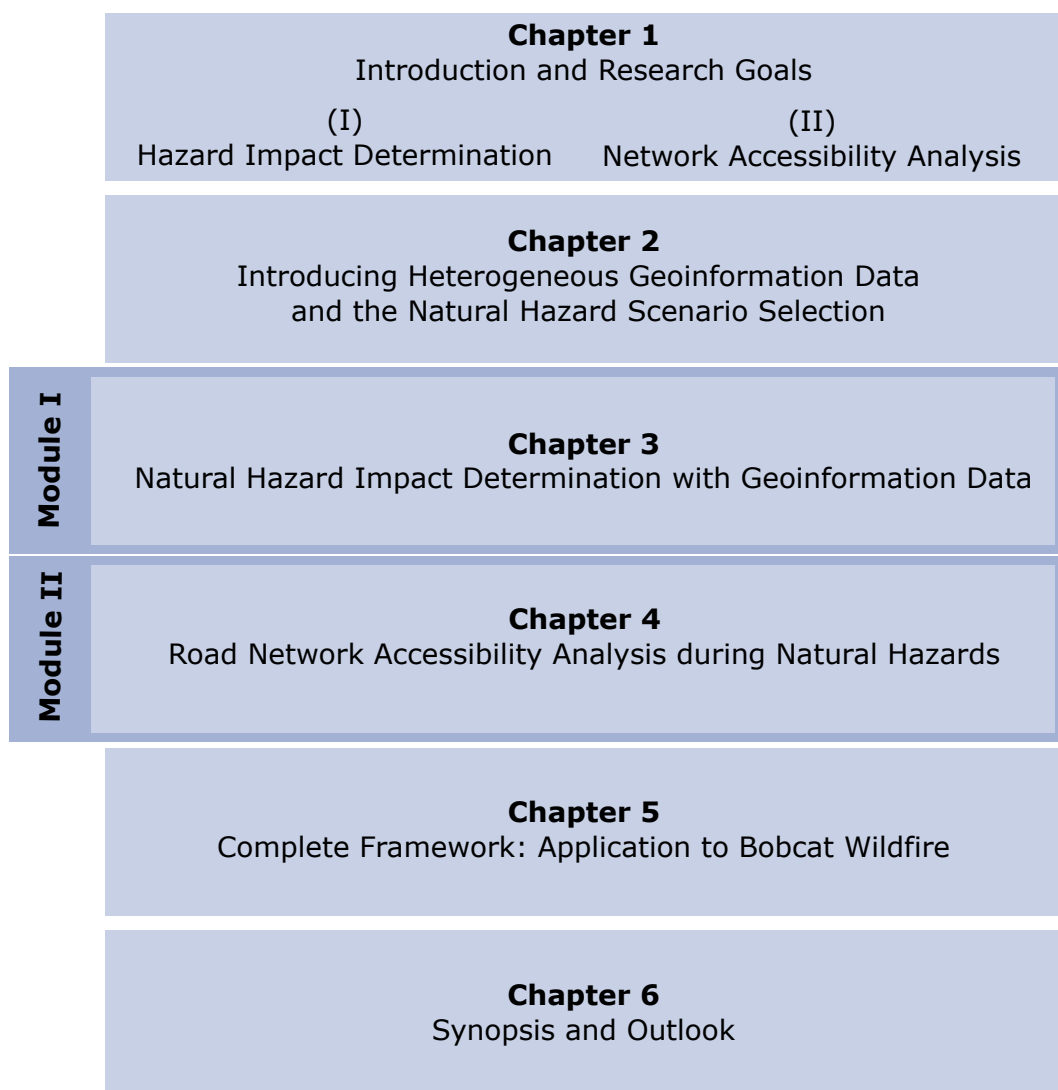 Chapter 1
Introduction and Research Goals
(I)
Hazard Impact Determination
(II)
Network Accessibility Analysis
Chapter 2
Introducing Heterogeneous Geoinformation Data
and the Natural Hazard Scenario Selection
Module I
Chapter 3
Natural Hazard Impact Determination with Geoinformation Data
Module II
Chapter 4
Road Network Accessibility Analysis during Natural Hazards
Chapter 5
Complete Framework: Application to Bobcat Wildfire
Chapter 6
Synopsis and Outlook